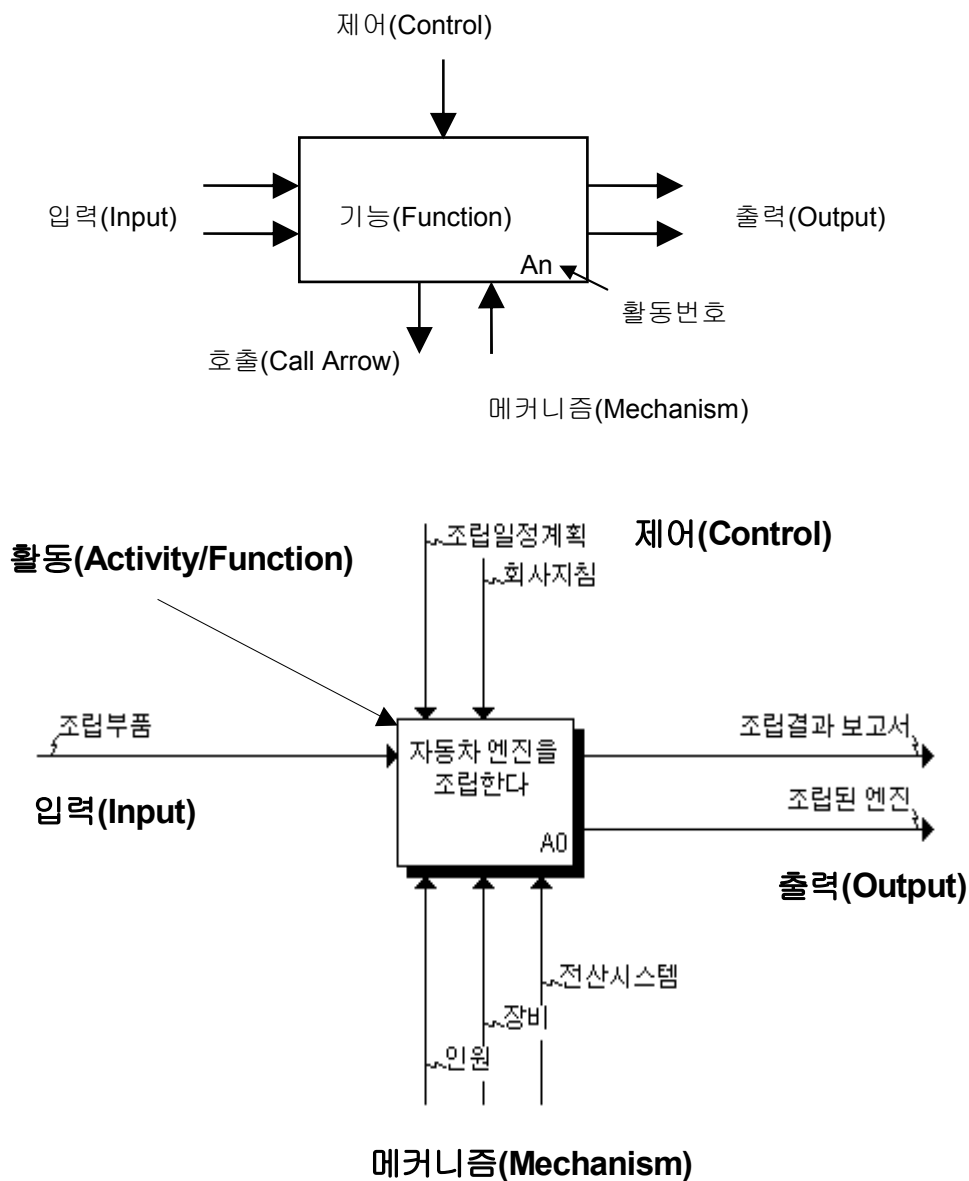 제어(Control)
입력(Input)
기능(Function)
출력(Output)
An
활동번호
호출(Call Arrow)
메커니즘(Mechanism)
조립일정계획
제어(Control)
활동(Activity/Function)
회사지침
조립부품
자동차 엔진을
조립한다
A0
조립결과 보고서
입력(Input)
조립된 엔진
출력(Output)
전산시스템
장비
인원
메커니즘(Mechanism)